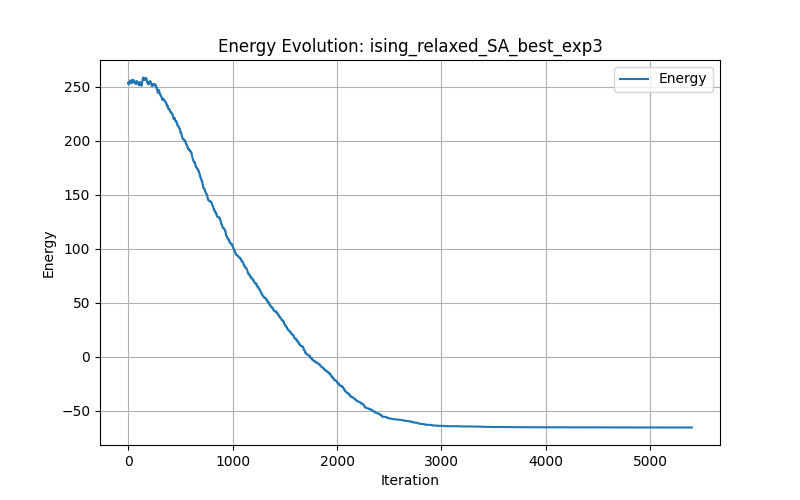 Energy Evolution: ising_relaxed_SA_best_exp3
Energy
250
200
150
100
50
0
−50
Energy
0 1000 2000 3000 4000 5000
Iteration